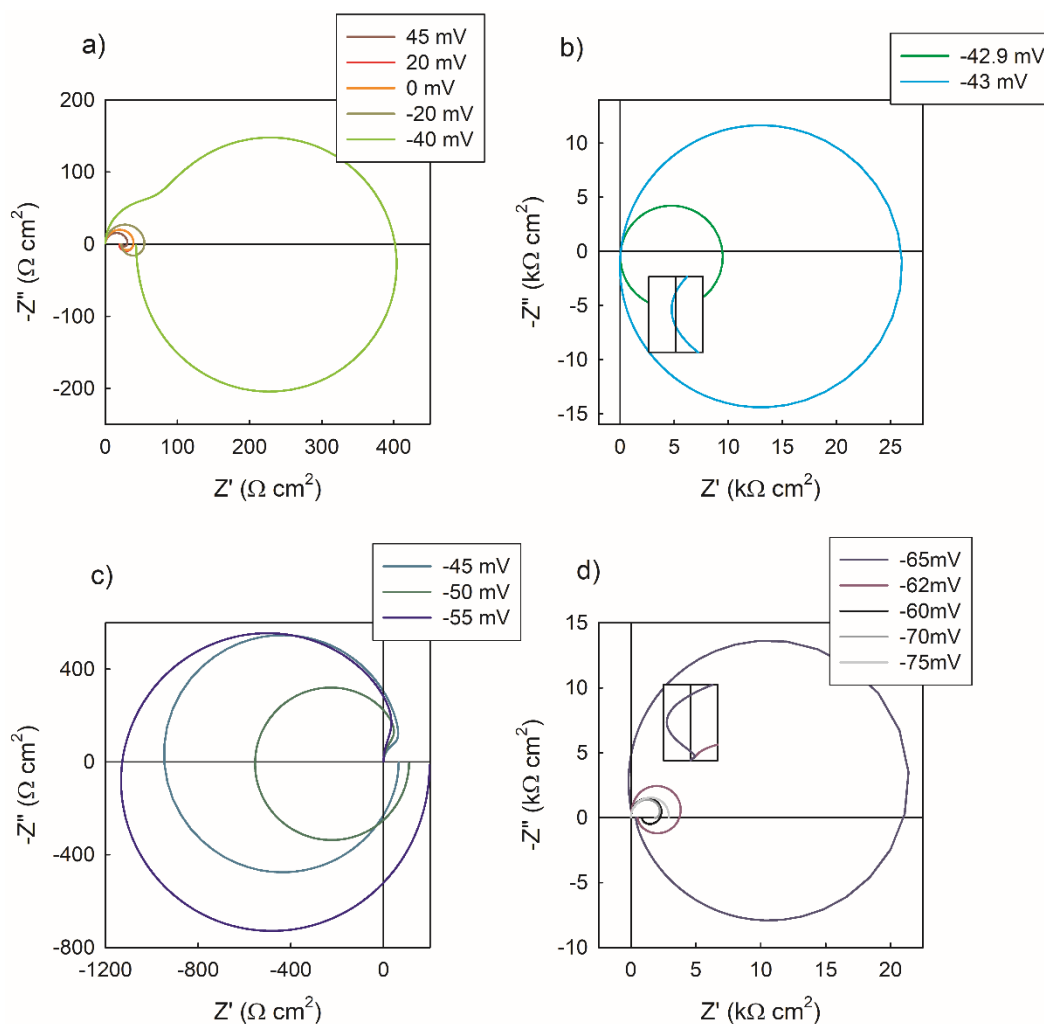 a)
45 mV
20 mV
0 mV
-20 mV
-40 mV
200
100
0
-100
-200
-Z'' (Ω cm²)
0 100 200 300 400
Z' (Ω cm²)
b)
-42.9 mV
-43 mV
10
5
0
-5
-10
-15
-Z'' (kΩ cm²)
0 5 10 15 20 25
Z' (kΩ cm²)
c)
-45 mV
-50 mV
-55 mV
400
0
-400
-800
-Z'' (Ω cm²)
-1200 -800 -400 0
Z' (Ω cm²)
d)
-65mV
-62mV
-60mV
-70mV
-75mV
15
10
5
0
-5
-10
-Z'' (kΩ cm²)
0 5 10 15 20
Z' (kΩ cm²)